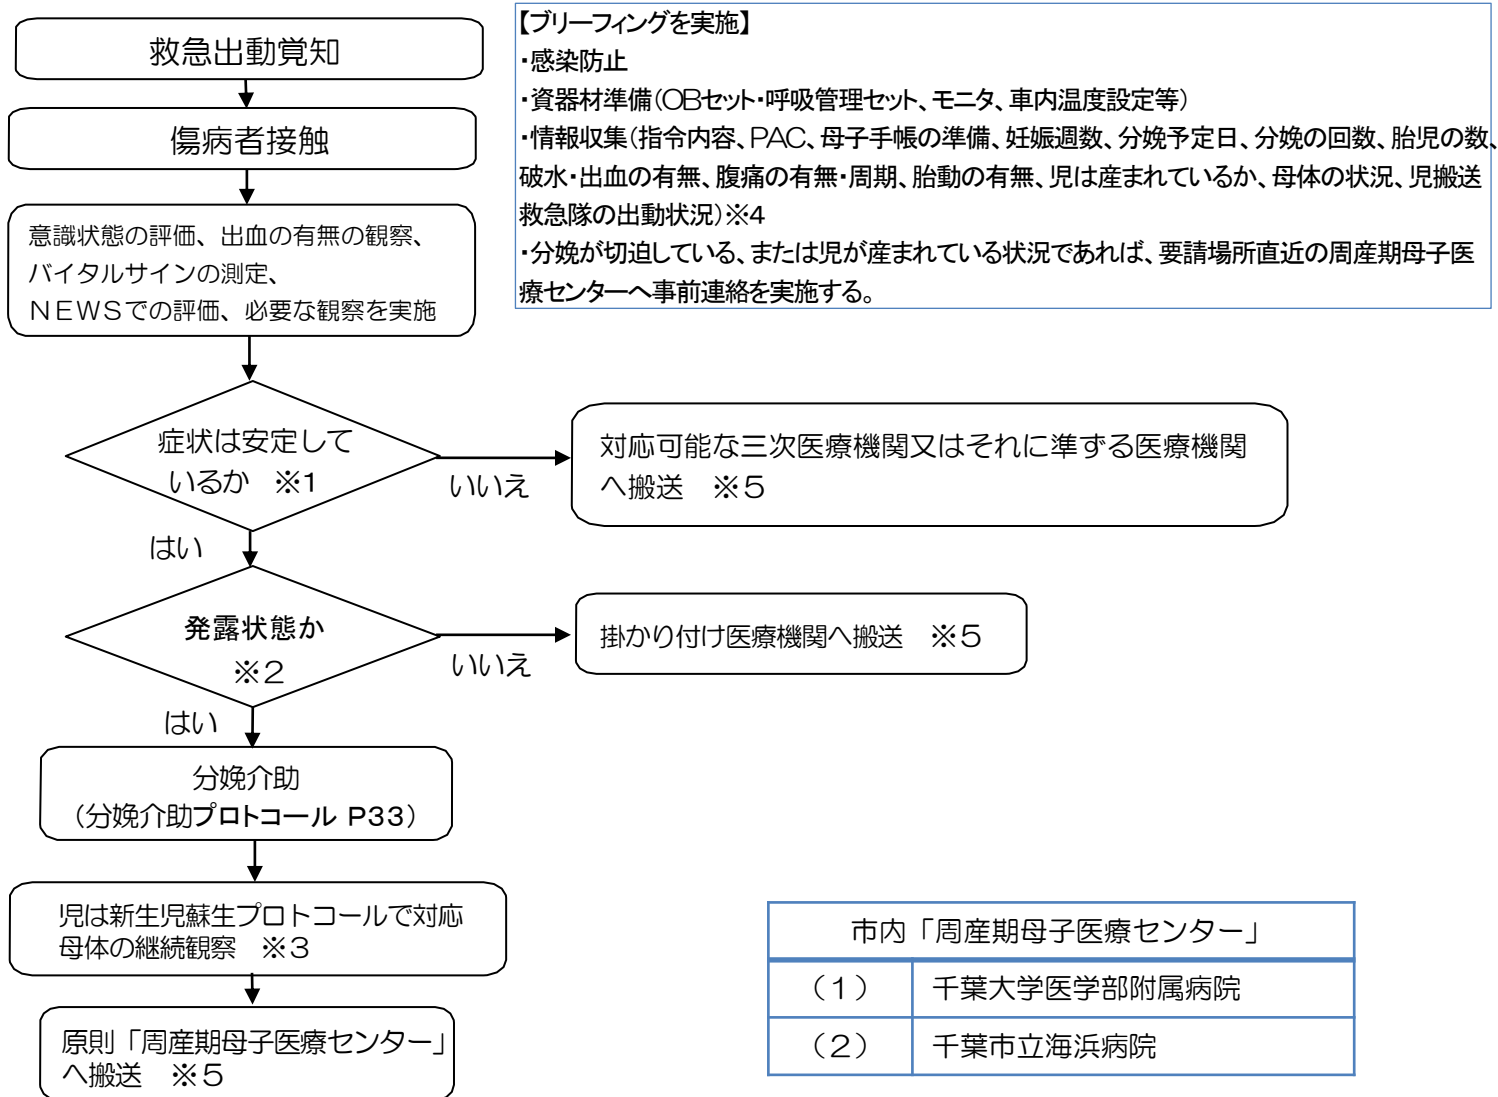 救急出動覚知
【ブリーフィングを実施】
・感染防止
・資器材準備(OBセット・呼吸管理セット、モニタ、車内温度設定等)
・情報収集(指令内容、PAC、母子手帳の準備、妊娠週数、分娩予定日、分娩の回数、胎児の数、
破水・出血の有無、腹痛の有無・周期、胎動の有無、児は産まれているか、母体の状況、児搬送
救急隊の出動状況)※4
・分娩が切迫している、または児が産まれている状況であれば、要請場所直近の周産期母子医
療センターへ事前連絡を実施する。
傷病者接触
意識状態の評価、出血の有無の観察、
バイタルサインの測定、
NEWSでの評価、必要な観察を実施
症状は安定して
いるか ※1
いいえ
対応可能な三次医療機関又はそれに準ずる医療機関
へ搬送 ※5
はい
発露状態か
※2
いいえ
掛かり付け医療機関へ搬送 ※5
はい
分娩介助
(分娩介助プロトコール P33)
児は新生児蘇生プロトコールで対応
母体の継続観察 ※3
原則「周産期母子医療センター」
へ搬送 ※5
市内「周産期母子医療センター」
(1) 千葉大学医学部附属病院
(2) 千葉市立海浜病院